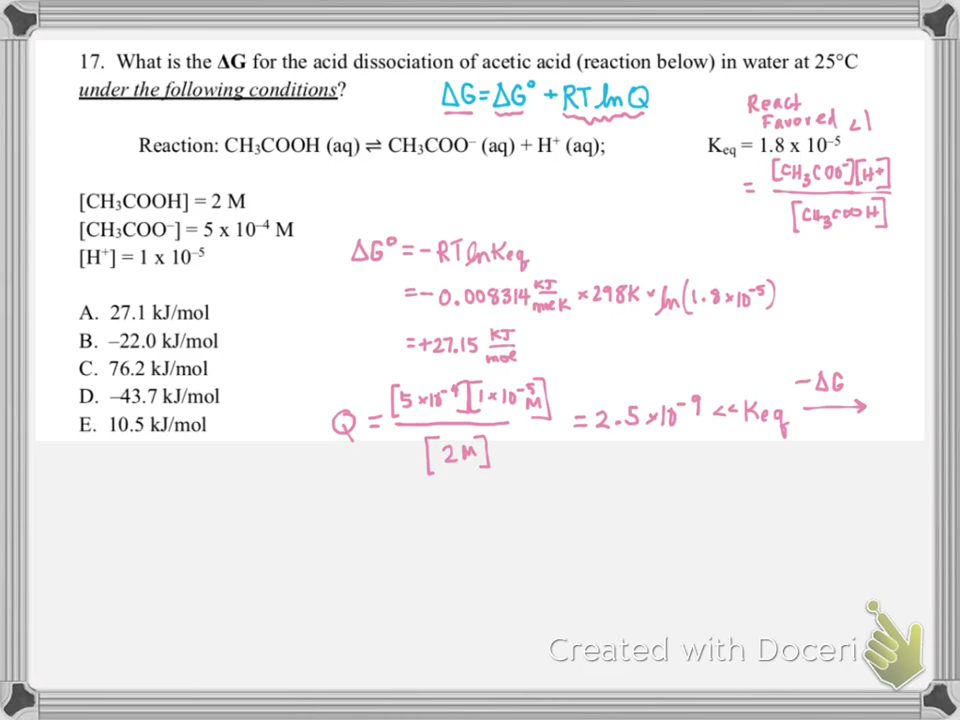 17. What is the ΔG for the acid dissociation of acetic acid (reaction below) in water at 25°C
under the following conditions?
ΔG = ΔG° + RT ln Q
React
Favored <1
Reaction: CH₃COOH (aq) ⇌ CH₃COO⁻ (aq) + H⁺ (aq);
Keq = 1.8 x 10⁻⁵
= [CH₃COO⁻][H⁺] / [CH₃COOH]
[CH₃COOH] = 2 M
[CH₃COO⁻] = 5 x 10⁻⁴ M
[H⁺] = 1 x 10⁻⁵
ΔG° = -RT ln Keq
= -0.008314 KJ/mol K × 298K × ln(1.8×10⁻⁵)
= +27.15 KJ/mol
A. 27.1 kJ/mol
B. –22.0 kJ/mol
C. 76.2 kJ/mol
D. –43.7 kJ/mol
E. 10.5 kJ/mol
Q = [5×10⁻⁴][1×10⁻⁵ M] / [2M] = 2.5×10⁻⁹ << Keq -ΔG →
Created with Doceri